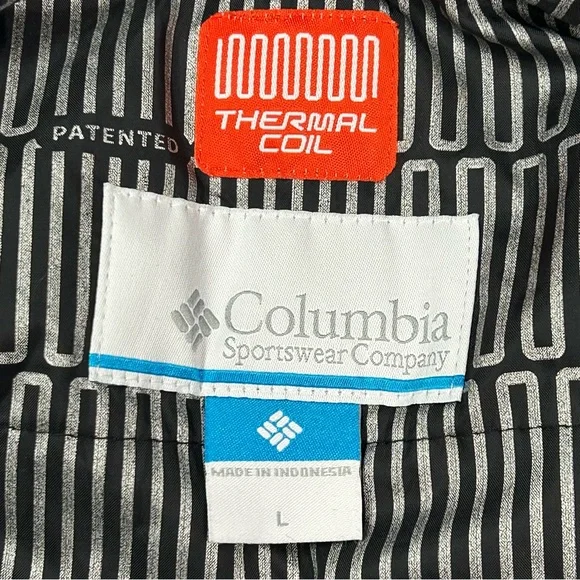 THERMAL
COIL
PATENTED
Columbia
Sportswear Company
MADE IN INDONESIA
L